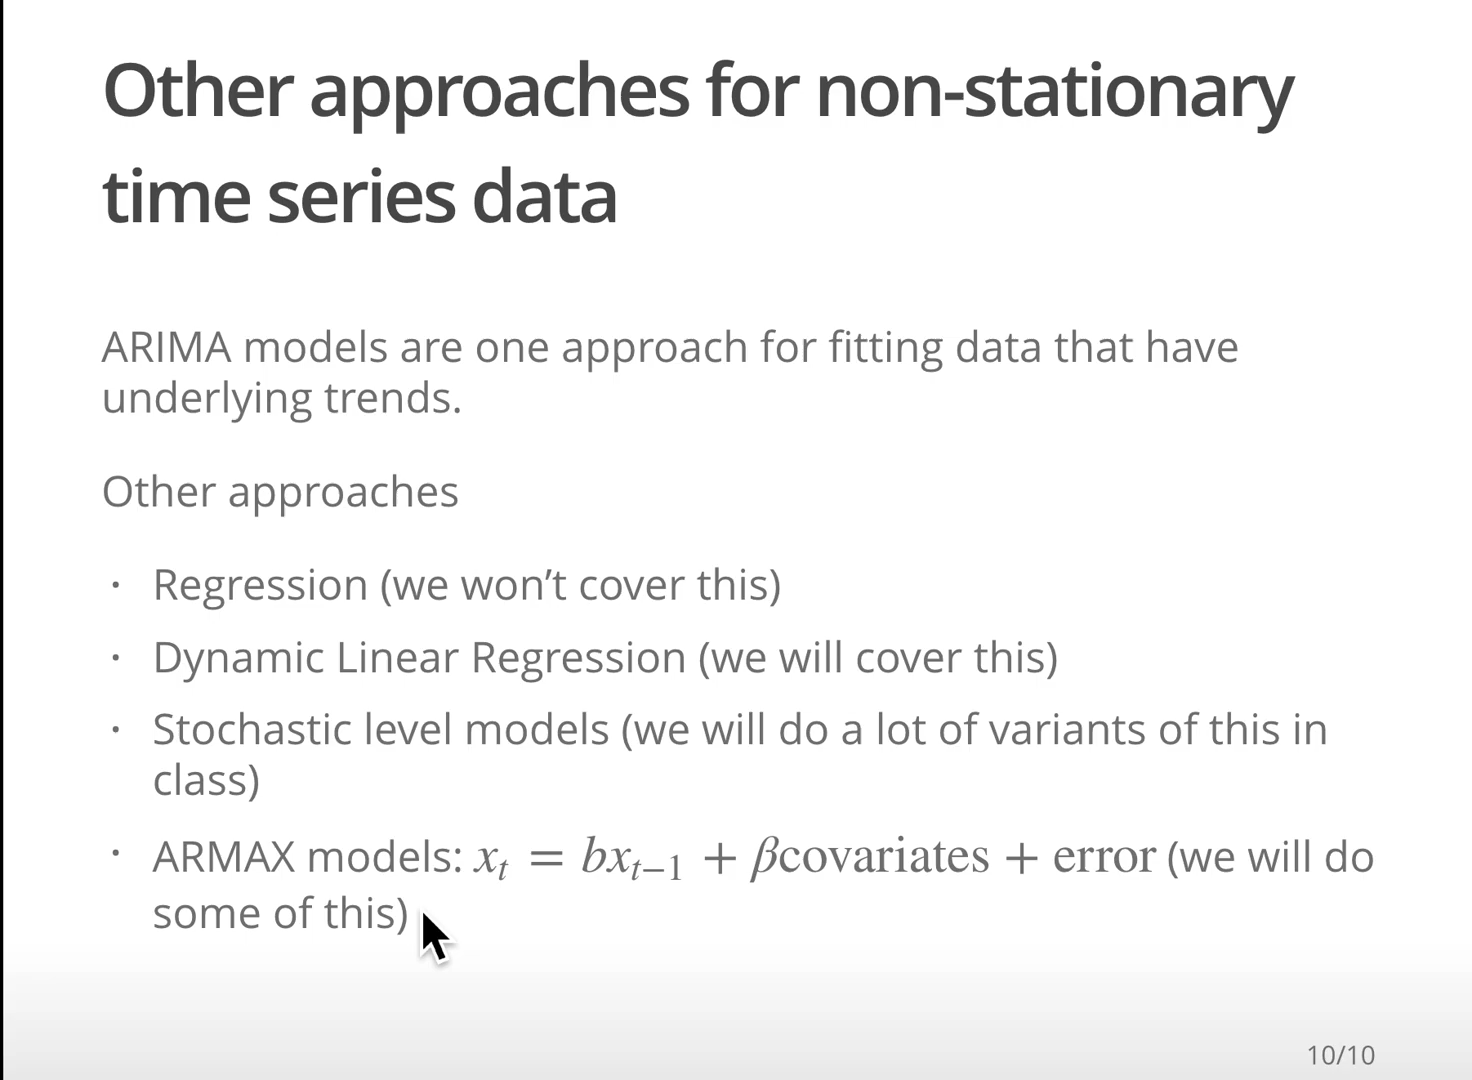 Other approaches for non-stationary
time series data
ARIMA models are one approach for fitting data that have
underlying trends.
Other approaches
· Regression (we won’t cover this)
· Dynamic Linear Regression (we will cover this)
· Stochastic level models (we will do a lot of variants of this in
class)
· ARMAX models: xₜ = bxₜ₋₁ + βcovariates + error (we will do
some of this)
10/10